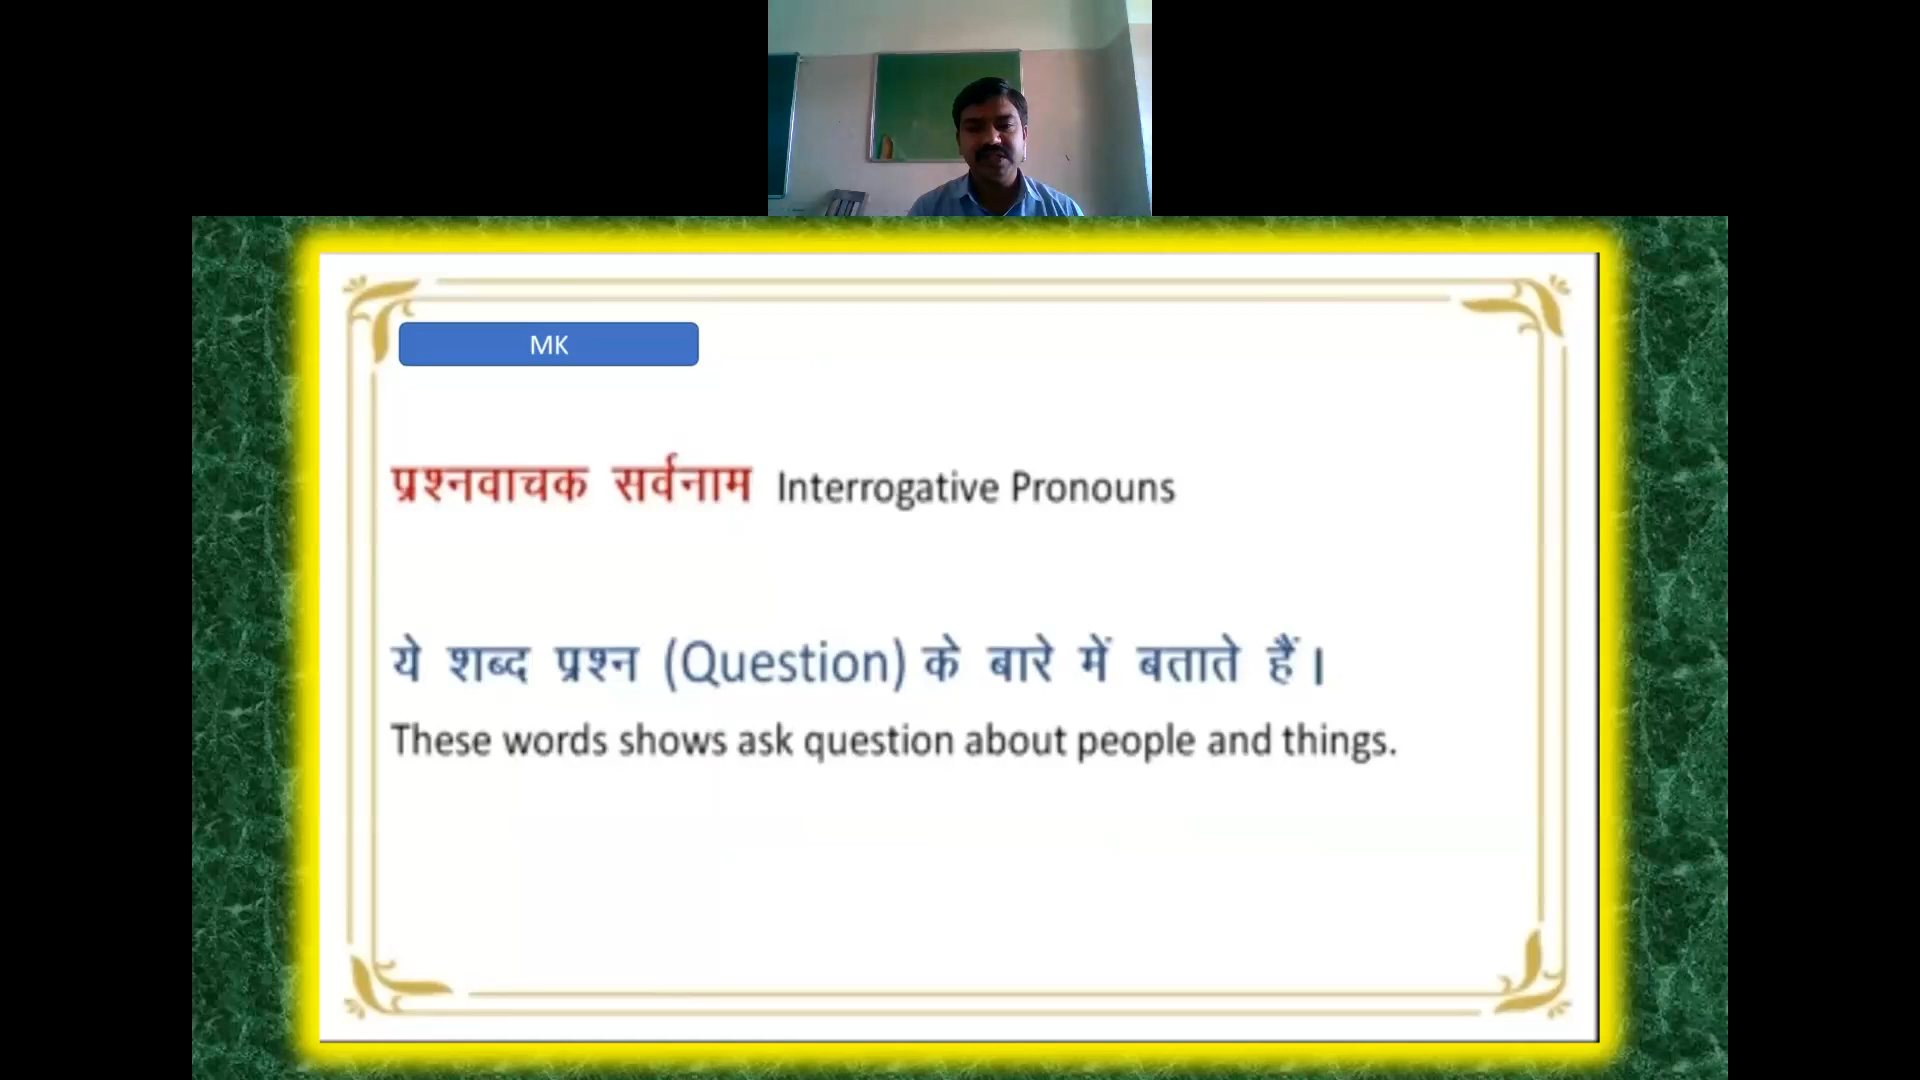 MK
प्रश्नवाचक सर्वनाम Interrogative Pronouns
ये शब्द प्रश्न (Question) के बारे में बताते हैं।
These words shows ask question about people and things.